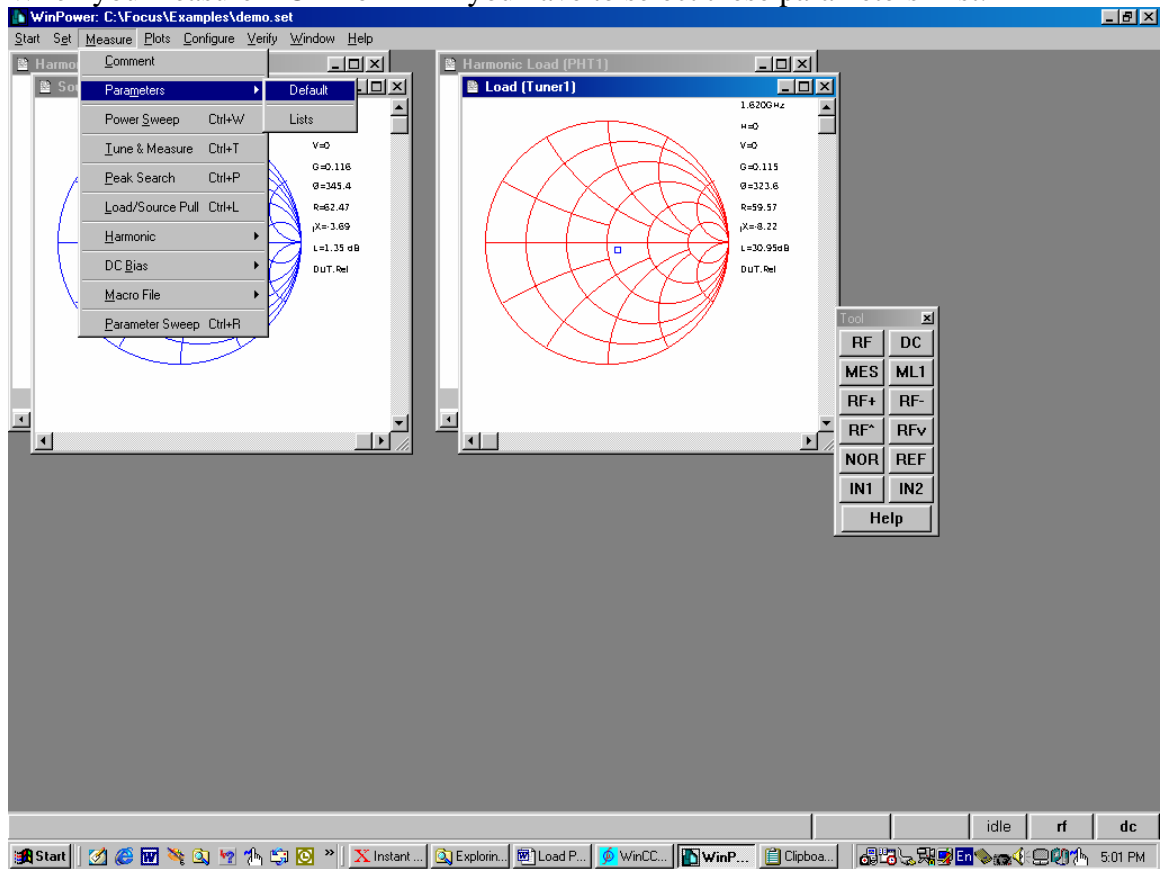 WinPower: C:\Focus\Examples\demo.set
Start Set Measure Plots Configure Verify Window Help
Comment
Parameters
Default
Lists
Power Sweep Ctrl+W
Tune & Measure Ctrl+T
Peak Search Ctrl+P
Load/Source Pull Ctrl+L
Harmonic
DC Bias
Macro File
Parameter Sweep Ctrl+R
V=0
G=0.116
Ø=345.4
R=62.47
jX=-3.69
L=1.35 dB
DUT.Rel
Harmonic Load (PHT1)
Load (Tuner1)
1.620GHz
H=0
V=0
G=0.115
Ø=323.6
R=59.57
jX=-8.22
L=30.95dB
DUT.Rel
Tool
RF DC
MES ML1
RF+ RF-
RF^ RFv
NOR REF
IN1 IN2
Help
idle rf dc
Start » Instant ... Explorin... Load P... WinCC... WinP... Clipboa... En 5:01 PM